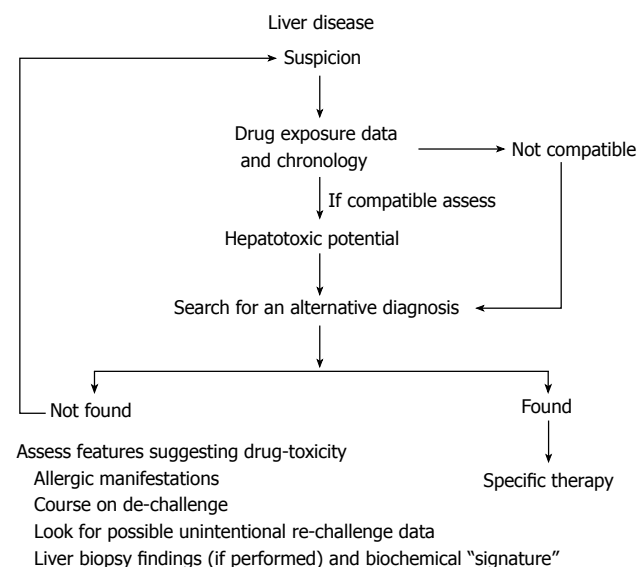 Liver disease
Suspicion
Drug exposure data
and chronology
Not compatible
If compatible assess
Hepatotoxic potential
Search for an alternative diagnosis
Not found
Found
Assess features suggesting drug-toxicity
Allergic manifestations
Course on de-challenge
Look for possible unintentional re-challenge data
Liver biopsy findings (if performed) and biochemical “signature”
Specific therapy